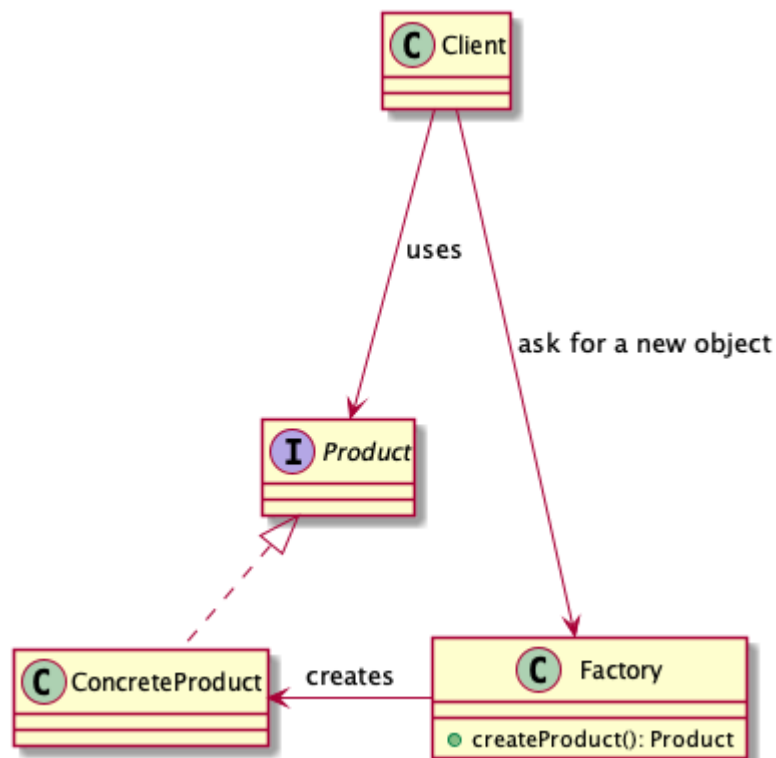 C Client
uses
ask for a new object
I Product
C ConcreteProduct
creates
C Factory
createProduct(): Product